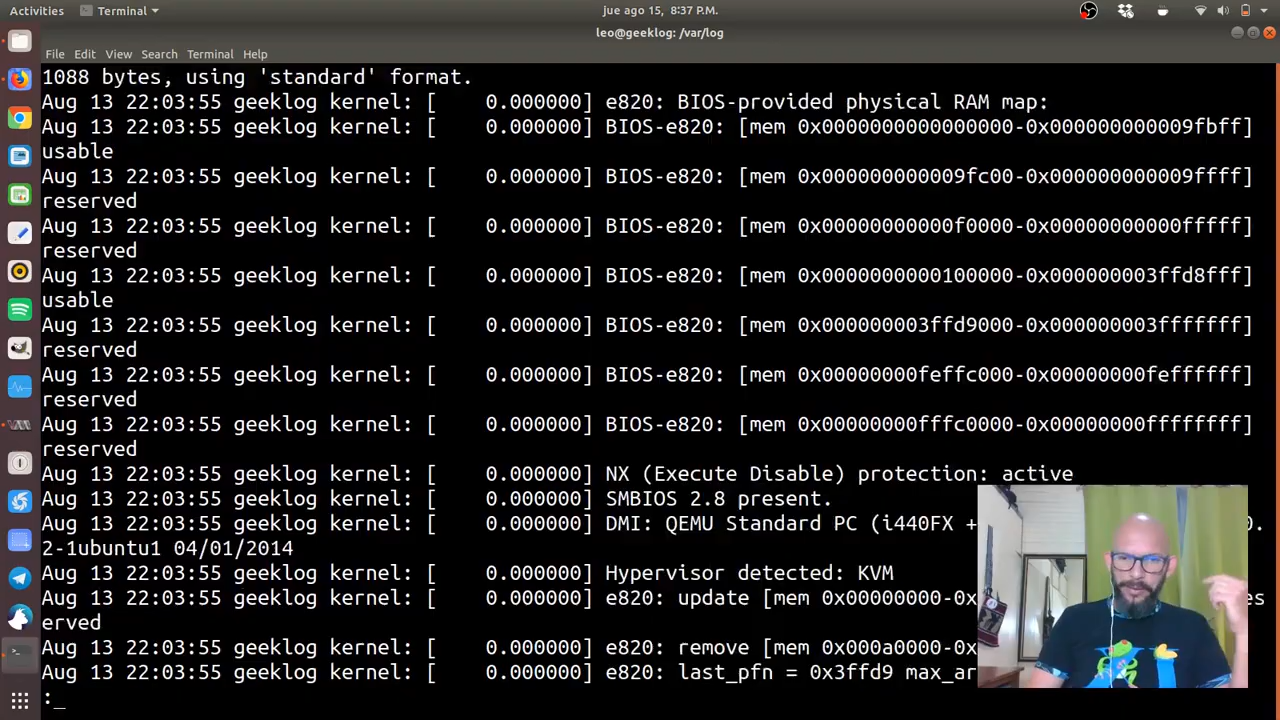 Activities Terminal jue ago 15, 8:37 P.M.
leo@geeklog: /var/log
File Edit View Search Terminal Help
1088 bytes, using 'standard' format.
Aug 13 22:03:55 geeklog kernel: [    0.000000] e820: BIOS-provided physical RAM map:
Aug 13 22:03:55 geeklog kernel: [    0.000000] BIOS-e820: [mem 0x0000000000000000-0x000000000009fbff]
usable
Aug 13 22:03:55 geeklog kernel: [    0.000000] BIOS-e820: [mem 0x000000000009fc00-0x000000000009ffff]
reserved
Aug 13 22:03:55 geeklog kernel: [    0.000000] BIOS-e820: [mem 0x00000000000f0000-0x00000000000fffff]
reserved
Aug 13 22:03:55 geeklog kernel: [    0.000000] BIOS-e820: [mem 0x0000000000100000-0x000000003ffd8fff]
usable
Aug 13 22:03:55 geeklog kernel: [    0.000000] BIOS-e820: [mem 0x000000003ffd9000-0x000000003fffffff]
reserved
Aug 13 22:03:55 geeklog kernel: [    0.000000] BIOS-e820: [mem 0x00000000feffc000-0x00000000feffffff]
reserved
Aug 13 22:03:55 geeklog kernel: [    0.000000] BIOS-e820: [mem 0x00000000fffc0000-0x00000000ffffffff]
reserved
Aug 13 22:03:55 geeklog kernel: [    0.000000] NX (Execute Disable) protection: active
Aug 13 22:03:55 geeklog kernel: [    0.000000] SMBIOS 2.8 present.
Aug 13 22:03:55 geeklog kernel: [    0.000000] DMI: QEMU Standard PC (i440FX + 0.
2-1ubuntu1 04/01/2014
Aug 13 22:03:55 geeklog kernel: [    0.000000] Hypervisor detected: KVM
Aug 13 22:03:55 geeklog kernel: [    0.000000] e820: update [mem 0x00000000-0x es
erved
Aug 13 22:03:55 geeklog kernel: [    0.000000] e820: remove [mem 0x000a0000-0x
Aug 13 22:03:55 geeklog kernel: [    0.000000] e820: last_pfn = 0x3ffd9 max_ar
:_